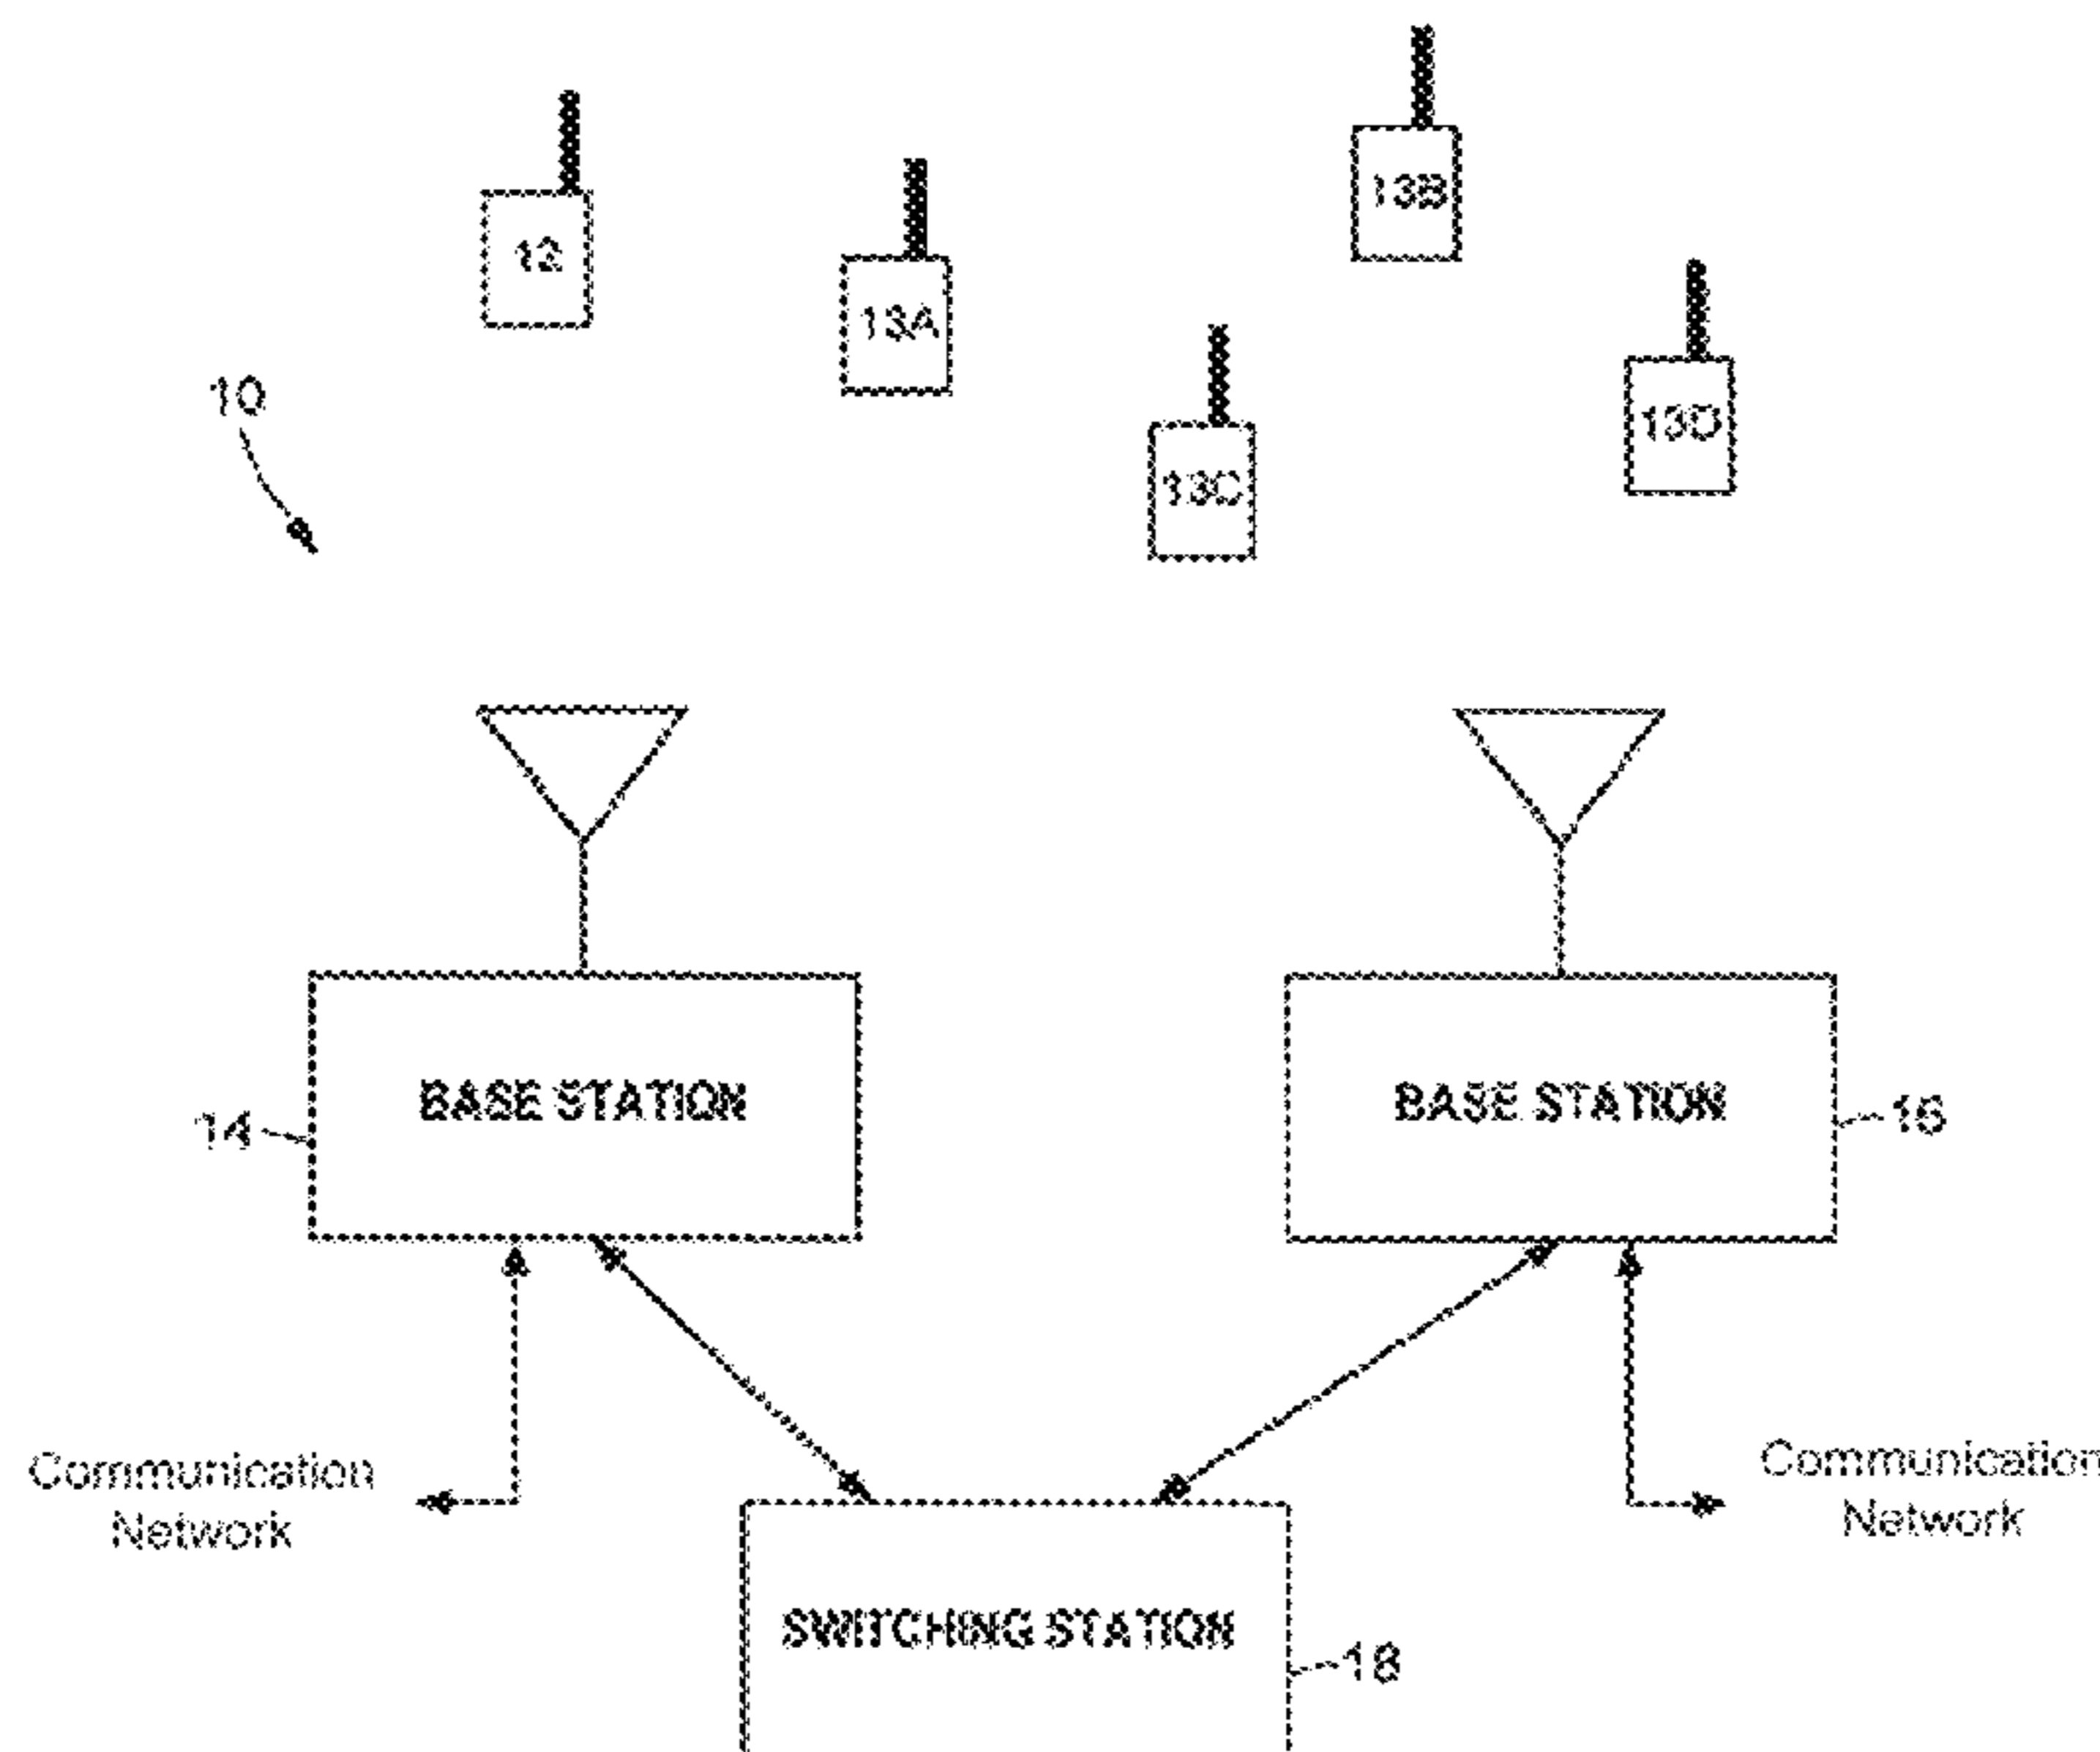 13B
12
13A
10
13D
13C
BASE STATION
BASE STATION
14
16
Communication
Network
Communication
Network
SWITCHING STATION
18